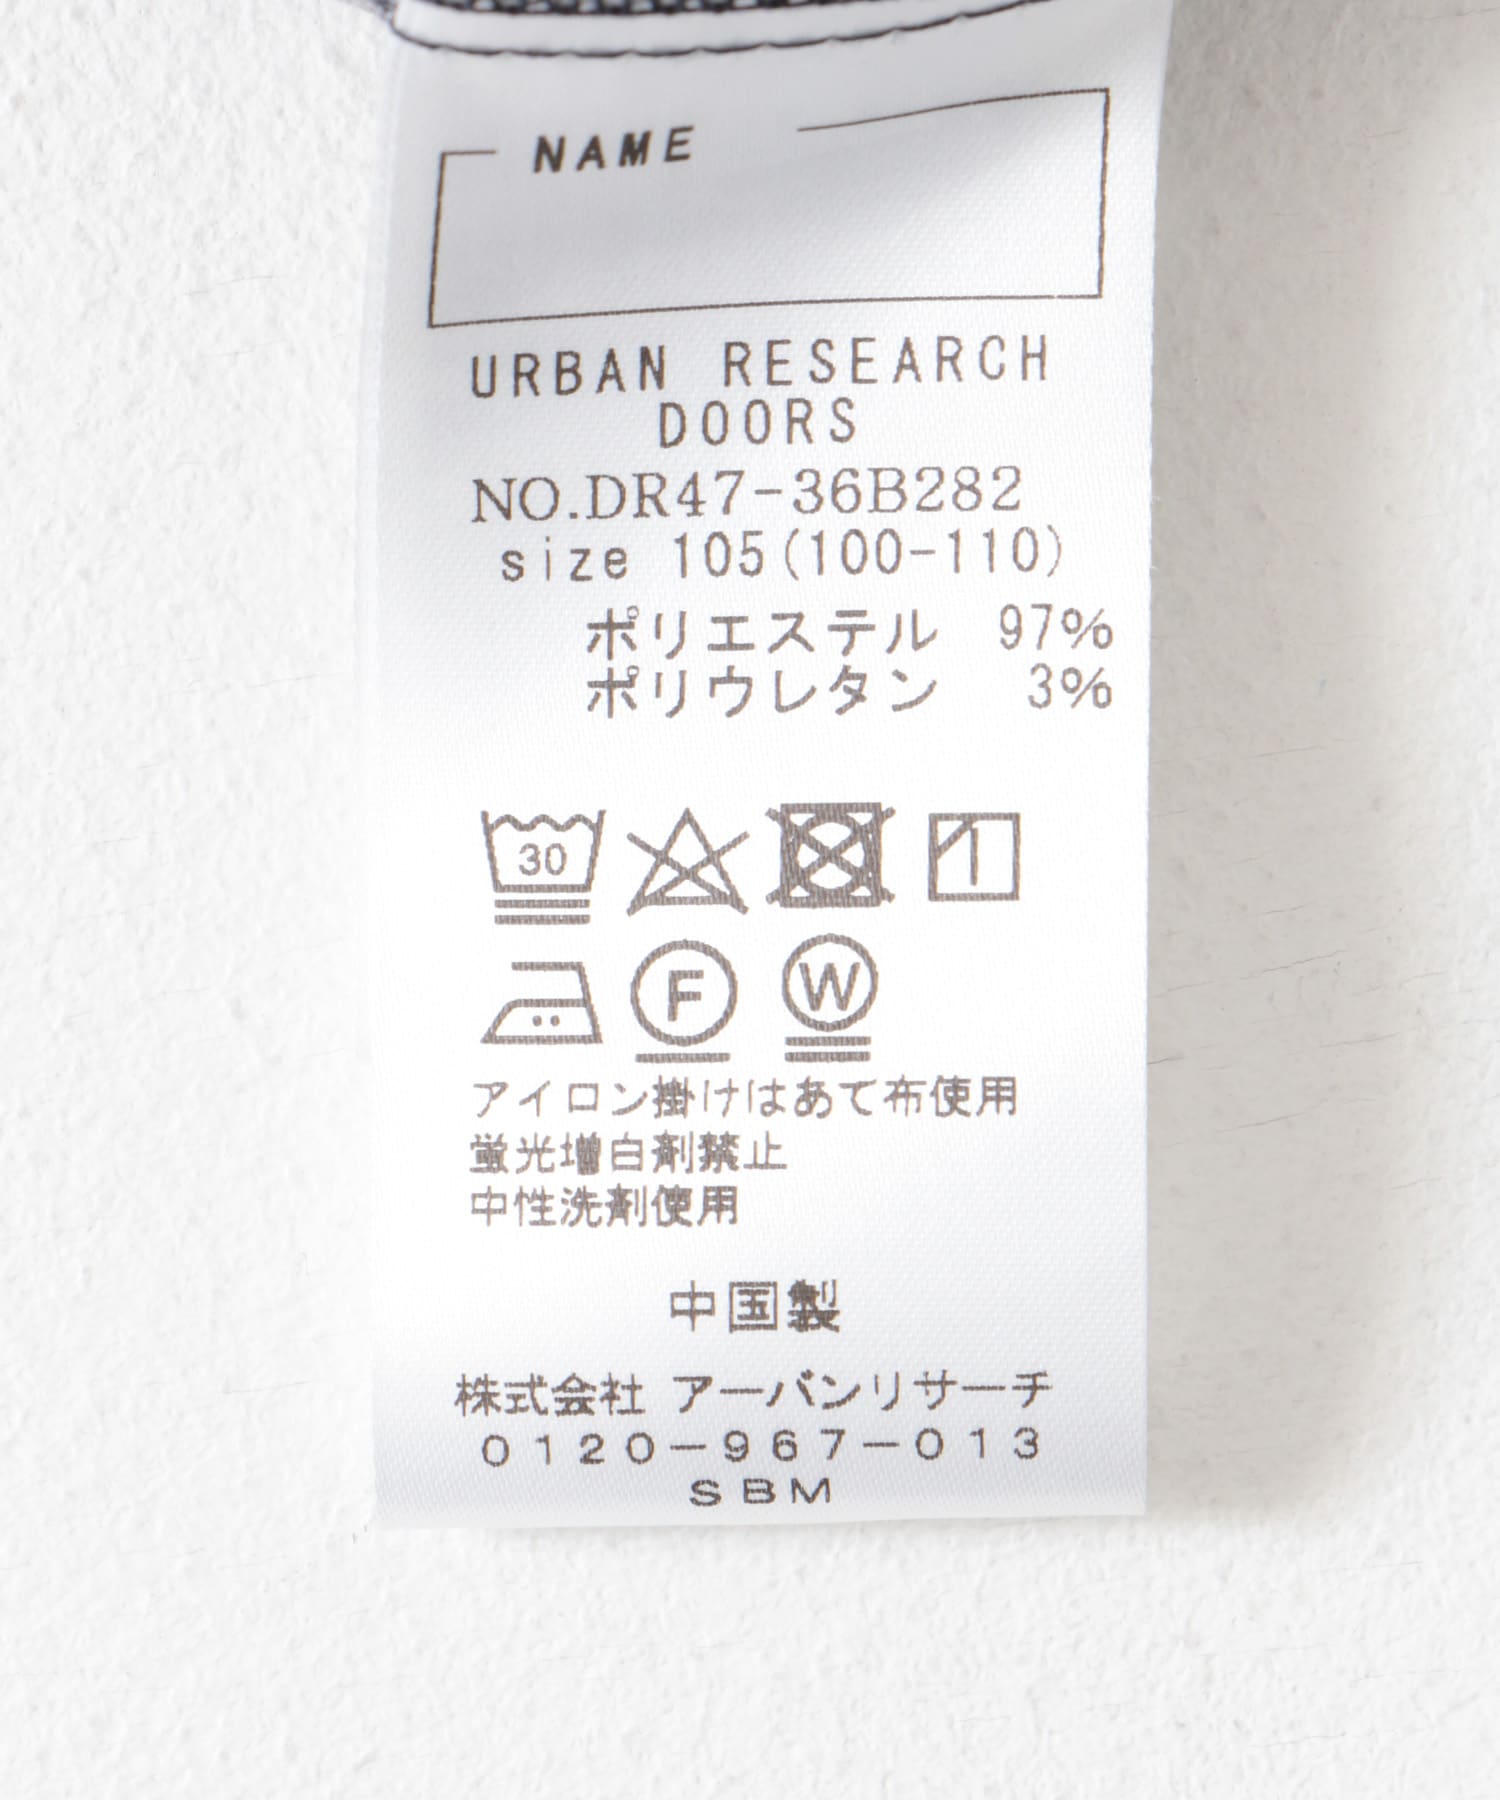 NAME
URBAN RESEARCH
DOORS
NO.DR47-36B282
size 105(100-110)
ポリエステル 97%
ポリウレタン 3%
30
F
W
アイロン掛けはあて布使用
蛍光増白剤禁止
中性洗剤使用
中国製
株式会社 アーバンリサーチ
0120-967-013
SBM